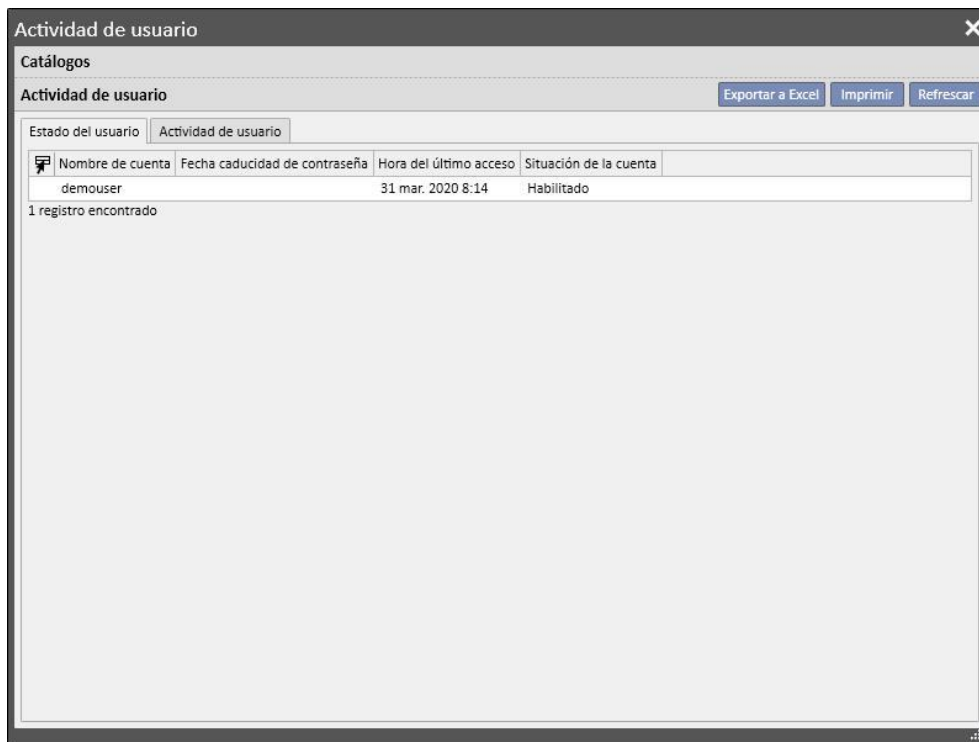 Actividad de usuario
Catálogos
Actividad de usuario Exportar a Excel Imprimir Refrescar
Estado del usuario Actividad de usuario
Nombre de cuenta Fecha caducidad de contraseña Hora del último acceso Situación de la cuenta
demouser 31 mar. 2020 8:14 Habilitado
1 registro encontrado